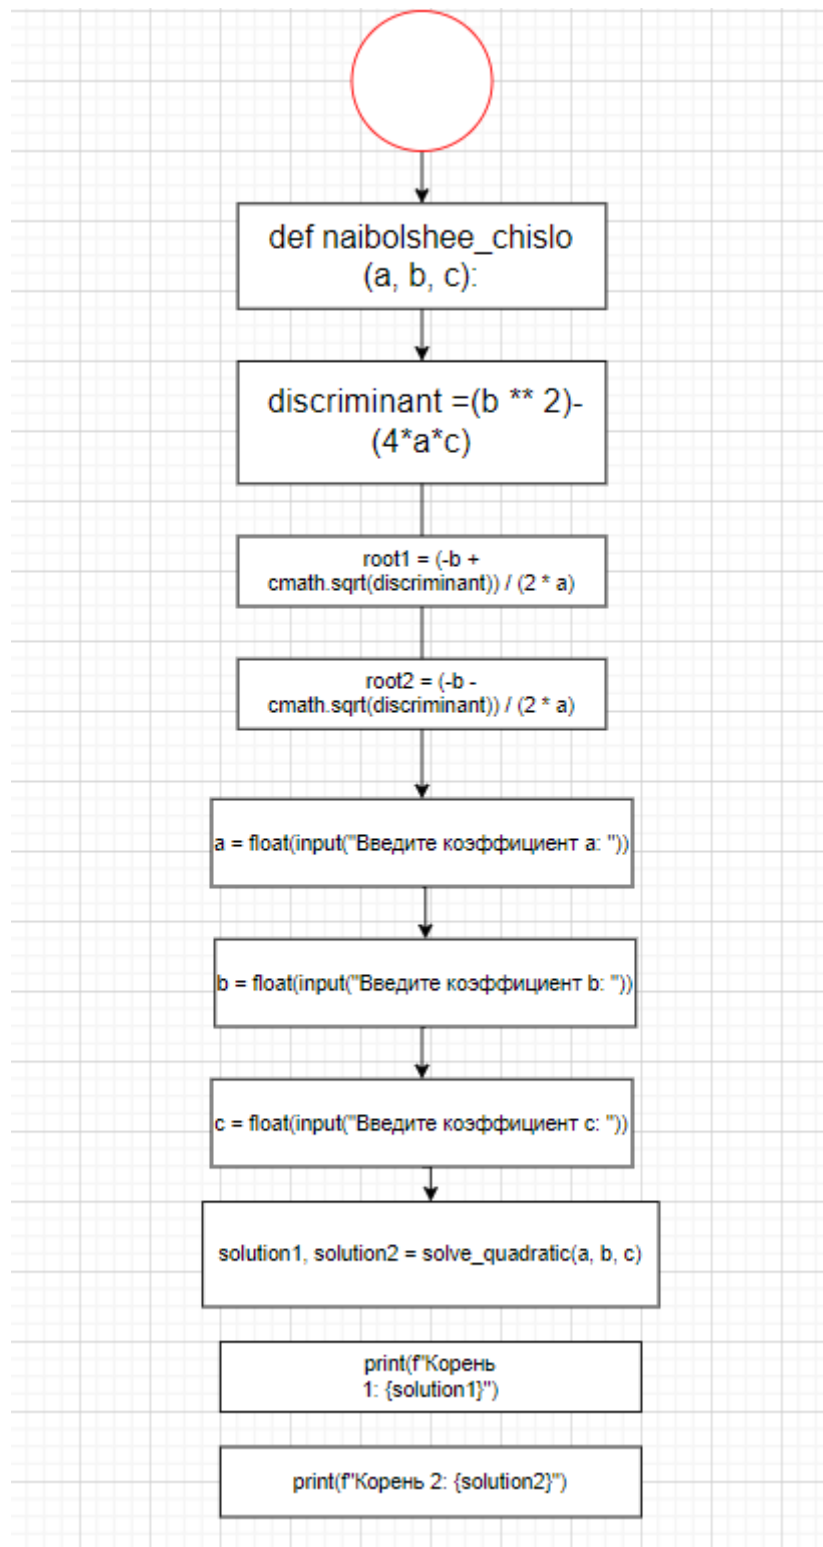 def naibolshee_chislo
(a, b, c):
discriminant =(b ** 2)-
(4*a*c)
root1 = (-b +
cmath.sqrt(discriminant)) / (2 * a)
root2 = (-b -
cmath.sqrt(discriminant)) / (2 * a)
a = float(input("Введите коэффициент a: "))
b = float(input("Введите коэффициент b: "))
c = float(input("Введите коэффициент c: "))
solution1, solution2 = solve_quadratic(a, b, c)
print(f"Корень
1: {solution1}")
print(f"Корень 2: {solution2}")